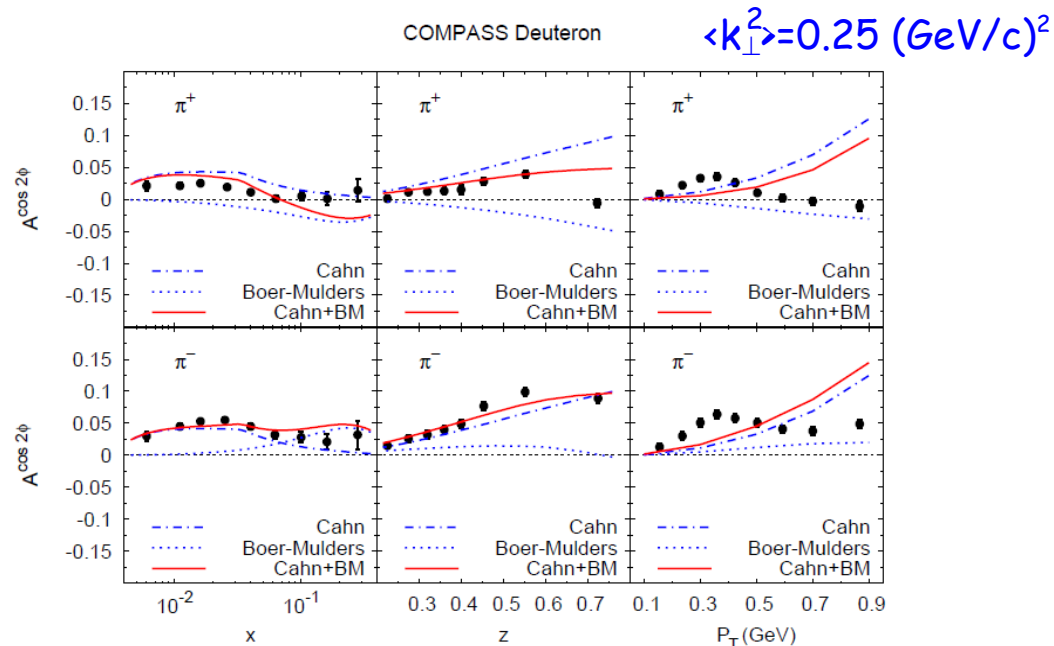 COMPASS Deuteron
<k⊥²>=0.25 (GeV/c)²
π⁺
π⁺
π⁺
0.15
0.1
0.05
0
-0.05
-0.1
-0.15
A^cos 2ϕ
Cahn
Boer-Mulders
Cahn+BM
Cahn
Boer-Mulders
Cahn+BM
Cahn
Boer-Mulders
Cahn+BM
π⁻
π⁻
π⁻
0.15
0.1
0.05
0
-0.05
-0.1
-0.15
A^cos 2ϕ
Cahn
Boer-Mulders
Cahn+BM
Cahn
Boer-Mulders
Cahn+BM
Cahn
Boer-Mulders
Cahn+BM
10⁻² 10⁻¹
0.3 0.4 0.5 0.6 0.7
0.1 0.3 0.5 0.7 0.9
x
z
P_T (GeV)